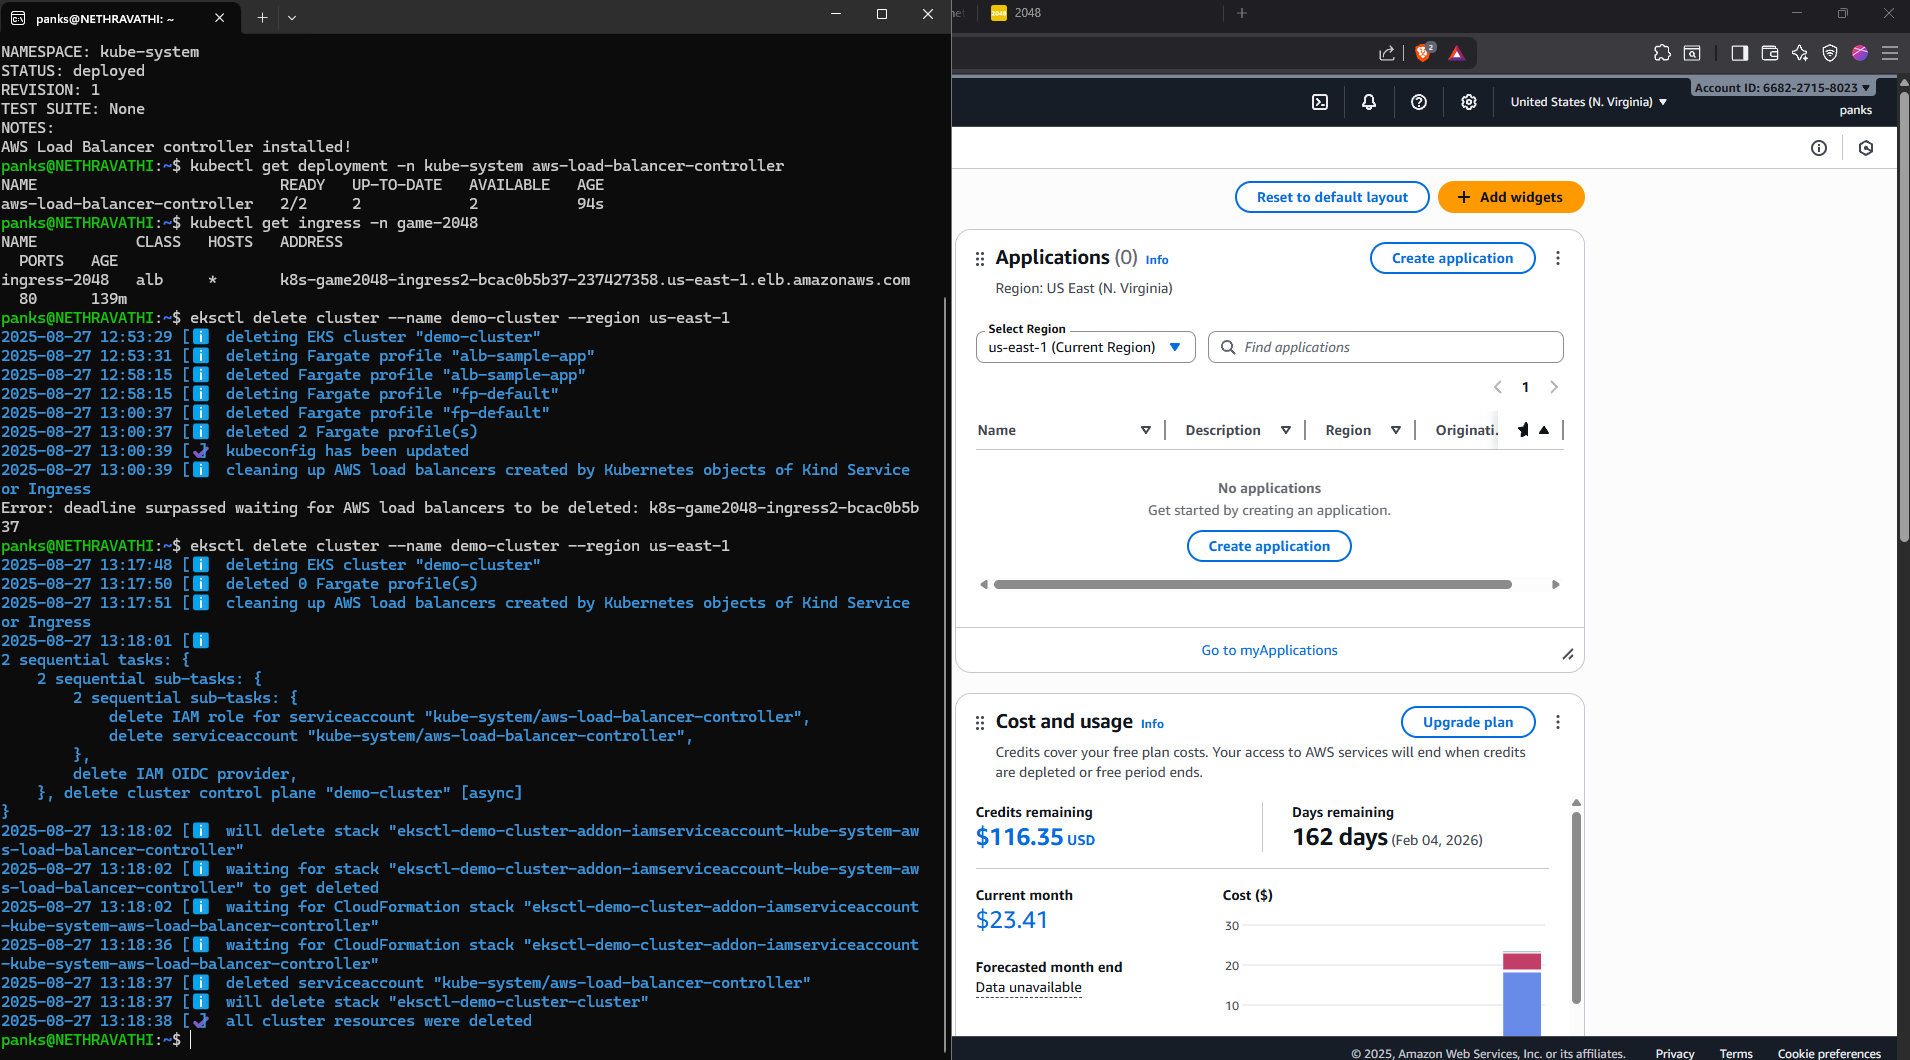 panks@NETHRAVATHI: ~
NAMESPACE: kube-system
STATUS: deployed
REVISION: 1
TEST SUITE: None
NOTES:
AWS Load Balancer controller installed!
panks@NETHRAVATHI:~$ kubectl get deployment -n kube-system aws-load-balancer-controller
NAME READY UP-TO-DATE AVAILABLE AGE
aws-load-balancer-controller 2/2 2 2 94s
panks@NETHRAVATHI:~$ kubectl get ingress -n game-2048
NAME CLASS HOSTS ADDRESS
PORTS AGE
ingress-2048 alb * k8s-game2048-ingress2-bcac0b5b37-237427358.us-east-1.elb.amazonaws.com
80 139m
panks@NETHRAVATHI:~$ eksctl delete cluster --name demo-cluster --region us-east-1
2025-08-27 12:53:29 [i] deleting EKS cluster "demo-cluster"
2025-08-27 12:53:31 [i] deleting Fargate profile "alb-sample-app"
2025-08-27 12:58:15 [i] deleted Fargate profile "alb-sample-app"
2025-08-27 12:58:15 [i] deleting Fargate profile "fp-default"
2025-08-27 13:00:37 [i] deleted Fargate profile "fp-default"
2025-08-27 13:00:37 [i] deleted 2 Fargate profile(s)
2025-08-27 13:00:39 [✔] kubeconfig has been updated
2025-08-27 13:00:39 [i] cleaning up AWS load balancers created by Kubernetes objects of Kind Service
or Ingress
Error: deadline surpassed waiting for AWS load balancers to be deleted: k8s-game2048-ingress2-bcac0b5b
37
panks@NETHRAVATHI:~$ eksctl delete cluster --name demo-cluster --region us-east-1
2025-08-27 13:17:48 [i] deleting EKS cluster "demo-cluster"
2025-08-27 13:17:50 [i] deleted 0 Fargate profile(s)
2025-08-27 13:17:51 [i] cleaning up AWS load balancers created by Kubernetes objects of Kind Service
or Ingress
2025-08-27 13:18:01 [i]
2 sequential tasks: {
2 sequential sub-tasks: {
2 sequential sub-tasks: {
delete IAM role for serviceaccount "kube-system/aws-load-balancer-controller",
delete serviceaccount "kube-system/aws-load-balancer-controller",
},
delete IAM OIDC provider,
}, delete cluster control plane "demo-cluster" [async]
}
2025-08-27 13:18:02 [i] will delete stack "eksctl-demo-cluster-addon-iamserviceaccount-kube-system-aw
s-load-balancer-controller"
2025-08-27 13:18:02 [i] waiting for stack "eksctl-demo-cluster-addon-iamserviceaccount-kube-system-aw
s-load-balancer-controller" to get deleted
2025-08-27 13:18:02 [i] waiting for CloudFormation stack "eksctl-demo-cluster-addon-iamserviceaccount
-kube-system-aws-load-balancer-controller"
2025-08-27 13:18:36 [i] waiting for CloudFormation stack "eksctl-demo-cluster-addon-iamserviceaccount
-kube-system-aws-load-balancer-controller"
2025-08-27 13:18:37 [i] deleted serviceaccount "kube-system/aws-load-balancer-controller"
2025-08-27 13:18:37 [i] will delete stack "eksctl-demo-cluster-cluster"
2025-08-27 13:18:38 [✔] all cluster resources were deleted
panks@NETHRAVATHI:~$
2048
2
United States (N. Virginia)
Account ID: 6682-2715-8023
panks
Reset to default layout
Add widgets
Applications (0) Info
Create application
Region: US East (N. Virginia)
Select Region
us-east-1 (Current Region)
Find applications
1
Name Description Region Originati
No applications
Get started by creating an application.
Create application
Go to myApplications
Cost and usage Info
Upgrade plan
Credits cover your free plan costs. Your access to AWS services will end when credits
are depleted or free period ends.
Credits remaining
$116.35 USD
Days remaining
162 days (Feb 04, 2026)
Current month
$23.41
Forecasted month end
Data unavailable
Cost ($)
30
20
10
© 2025, Amazon Web Services, Inc. or its affiliates.
Privacy
Terms
Cookie preferences